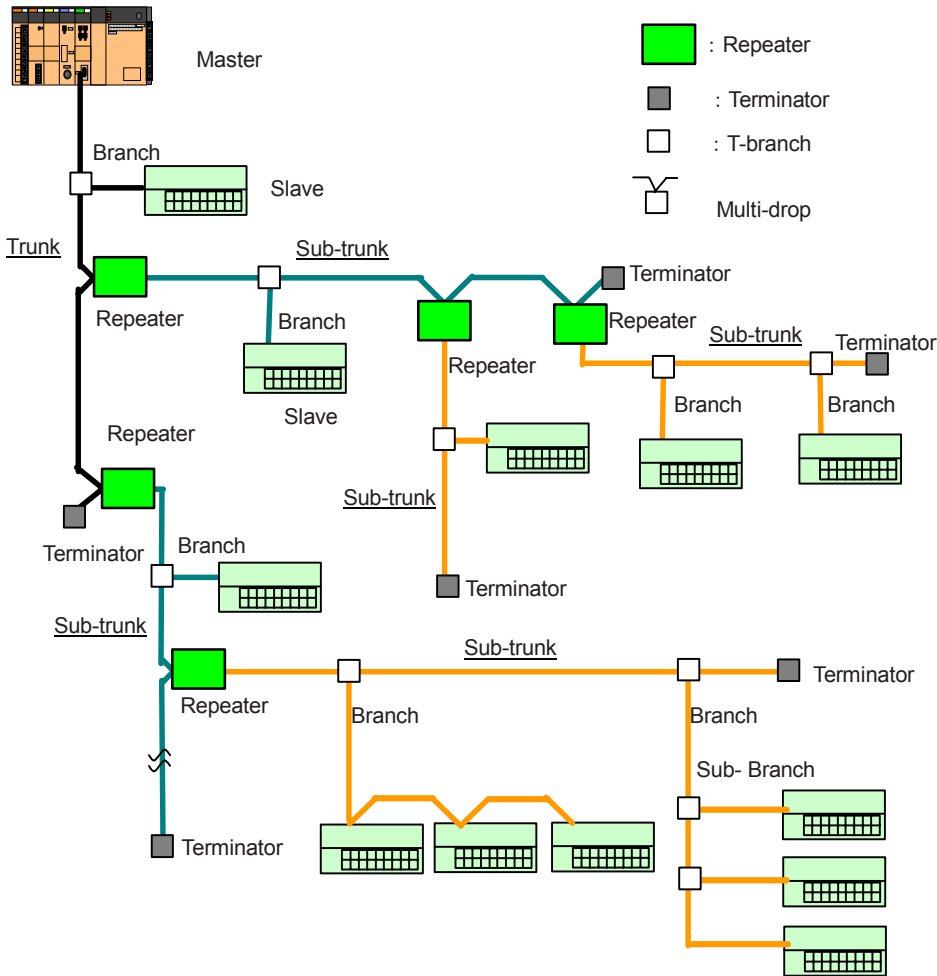 Master
: Repeater
: Terminator
: T-branch
Multi-drop
Branch
Slave
Trunk
Sub-trunk
Terminator
Repeater
Branch
Repeater
Sub-trunk
Terminator
Repeater
Slave
Branch
Branch
Repeater
Sub-trunk
Terminator
Branch
Terminator
Sub-trunk
Sub-trunk
Terminator
Repeater
Branch
Branch
Sub- Branch
Terminator